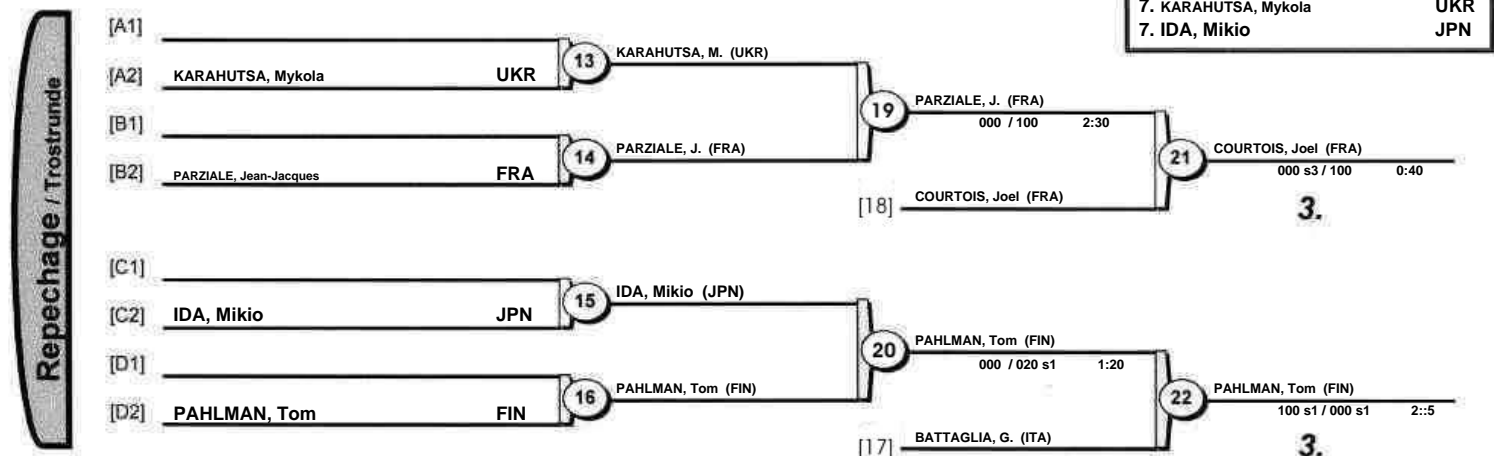 7. KARAHUTSA, Mykola UKR
7. IDA, Mikio JPN
Repechage / Trostrunde
[A1]
[A2] KARAHUTSA, Mykola UKR
13 KARAHUTSA, M. (UKR)
[B1]
[B2] PARZIALE, Jean-Jacques FRA
14 PARZIALE, J. (FRA)
19 PARZIALE, J. (FRA)
000 / 100 2:30
[18] COURTOIS, Joel (FRA)
21 COURTOIS, Joel (FRA)
000 s3 / 100 0:40
3.
[C1]
[C2] IDA, Mikio JPN
15 IDA, Mikio (JPN)
[D1]
[D2] PAHLMAN, Tom FIN
16 PAHLMAN, Tom (FIN)
20 PAHLMAN, Tom (FIN)
000 / 020 s1 1:20
[17] BATTAGLIA, G. (ITA)
22 PAHLMAN, Tom (FIN)
100 s1 / 000 s1 2::5
3.